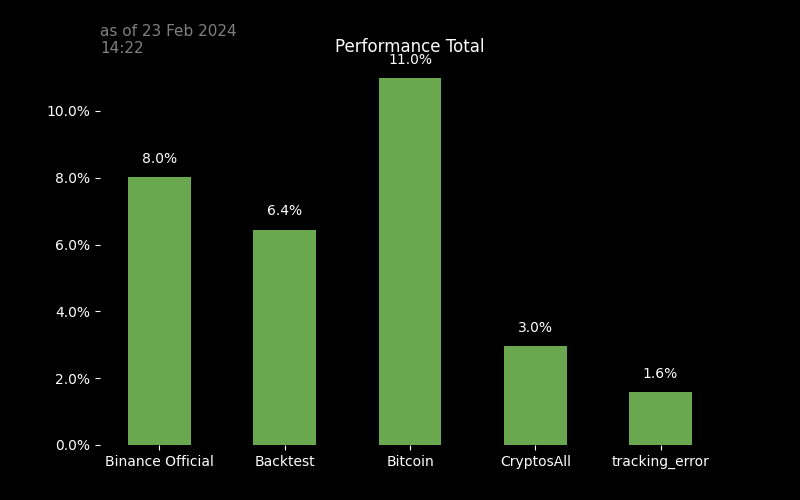 as of 23 Feb 2024
14:22
Performance Total
11.0%
10.0%
8.0%
8.0%
6.4%
6.0%
4.0%
3.0%
2.0%
1.6%
0.0%
Binance Official
Backtest
Bitcoin
CryptosAll
tracking_error